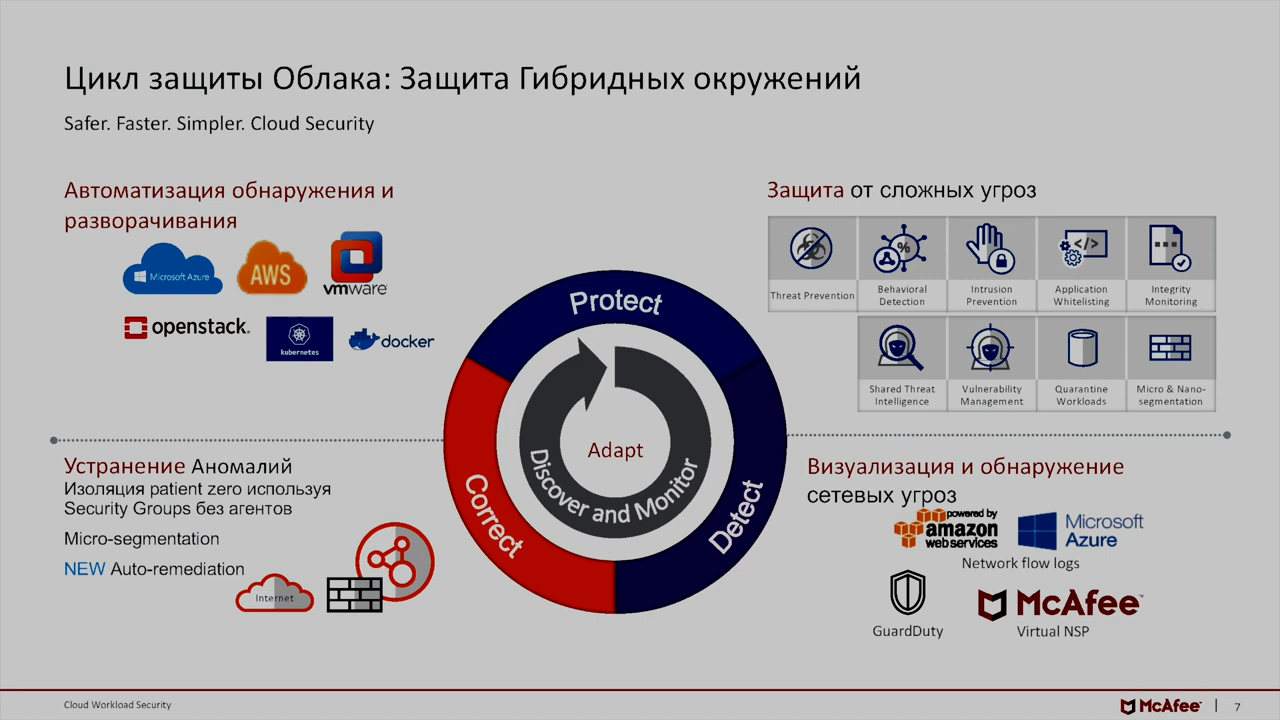 Цикл защиты Облака: Защита Гибридных окружений
Safer. Faster. Simpler. Cloud Security
Автоматизация обнаружения и
разворачивания
Microsoft Azure
AWS
vmware
openstack.
kubernetes
docker
Защита от сложных угроз
Threat Prevention
Behavioral
Detection
Intrusion
Prevention
Application
Whitelisting
Integrity
Monitoring
Shared Threat
Intelligence
Vulnerability
Management
Quarantine
Workloads
Micro & Nano-
segmentation
Protect
Detect
Correct
Discover and Monitor
Adapt
Устранение Аномалий
Изоляция patient zero используя
Security Groups без агентов
Micro-segmentation
NEW Auto-remediation
Internet
Визуализация и обнаружение
сетевых угроз
powered by
amazon
web services
Microsoft
Azure
Network flow logs
GuardDuty
McAfee™
Virtual NSP
Cloud Workload Security
McAfee™ | 7